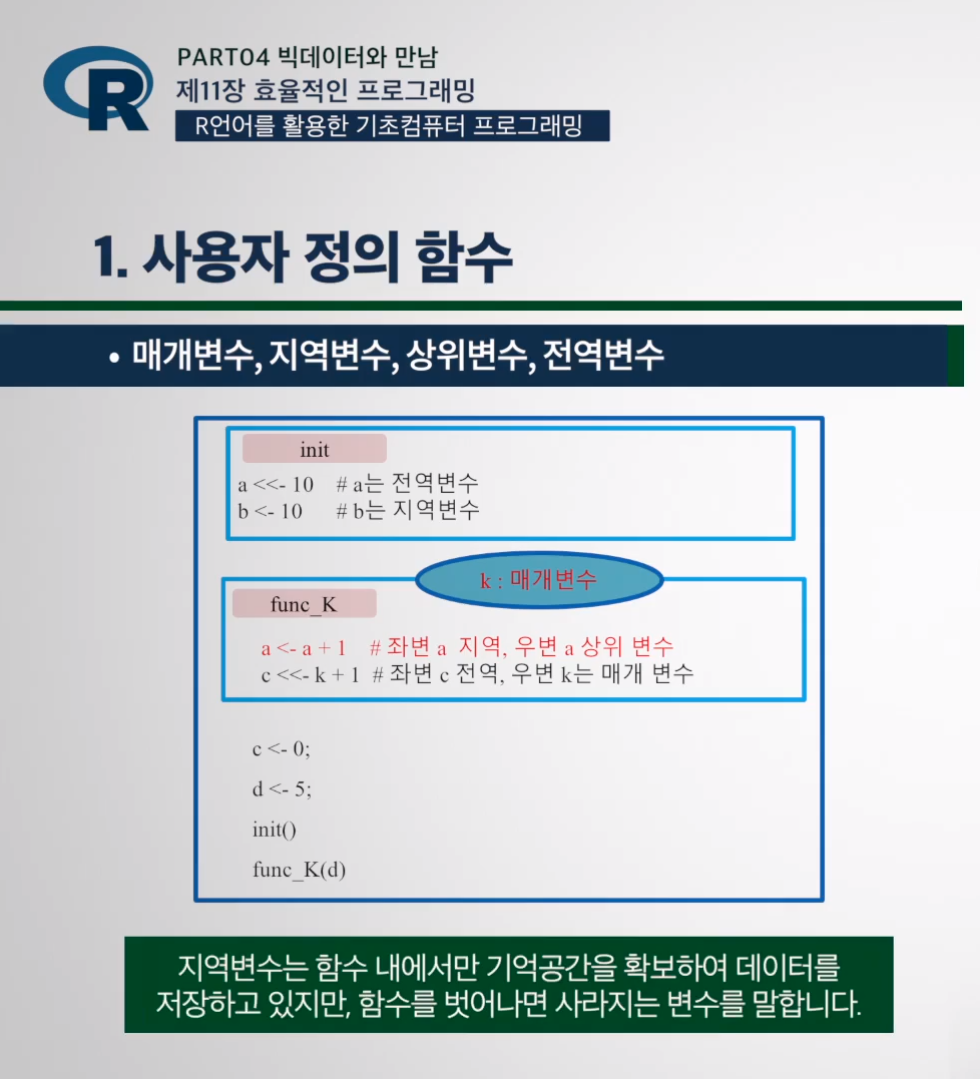 R
PART04 빅데이터와 만남
제11장 효율적인 프로그래밍
R언어를 활용한 기초컴퓨터 프로그래밍
1. 사용자 정의 함수
• 매개변수, 지역변수, 상위변수, 전역변수
init
a <<- 10 # a는 전역변수
b <- 10 # b는 지역변수
k : 매개변수
func_K
a <- a + 1 # 좌변 a 지역, 우변 a 상위 변수
c <<- k + 1 # 좌변 c 전역, 우변 k는 매개 변수
c <- 0;
d <- 5;
init()
func_K(d)
지역변수는 함수 내에서만 기억공간을 확보하여 데이터를
저장하고 있지만, 함수를 벗어나면 사라지는 변수를 말합니다.